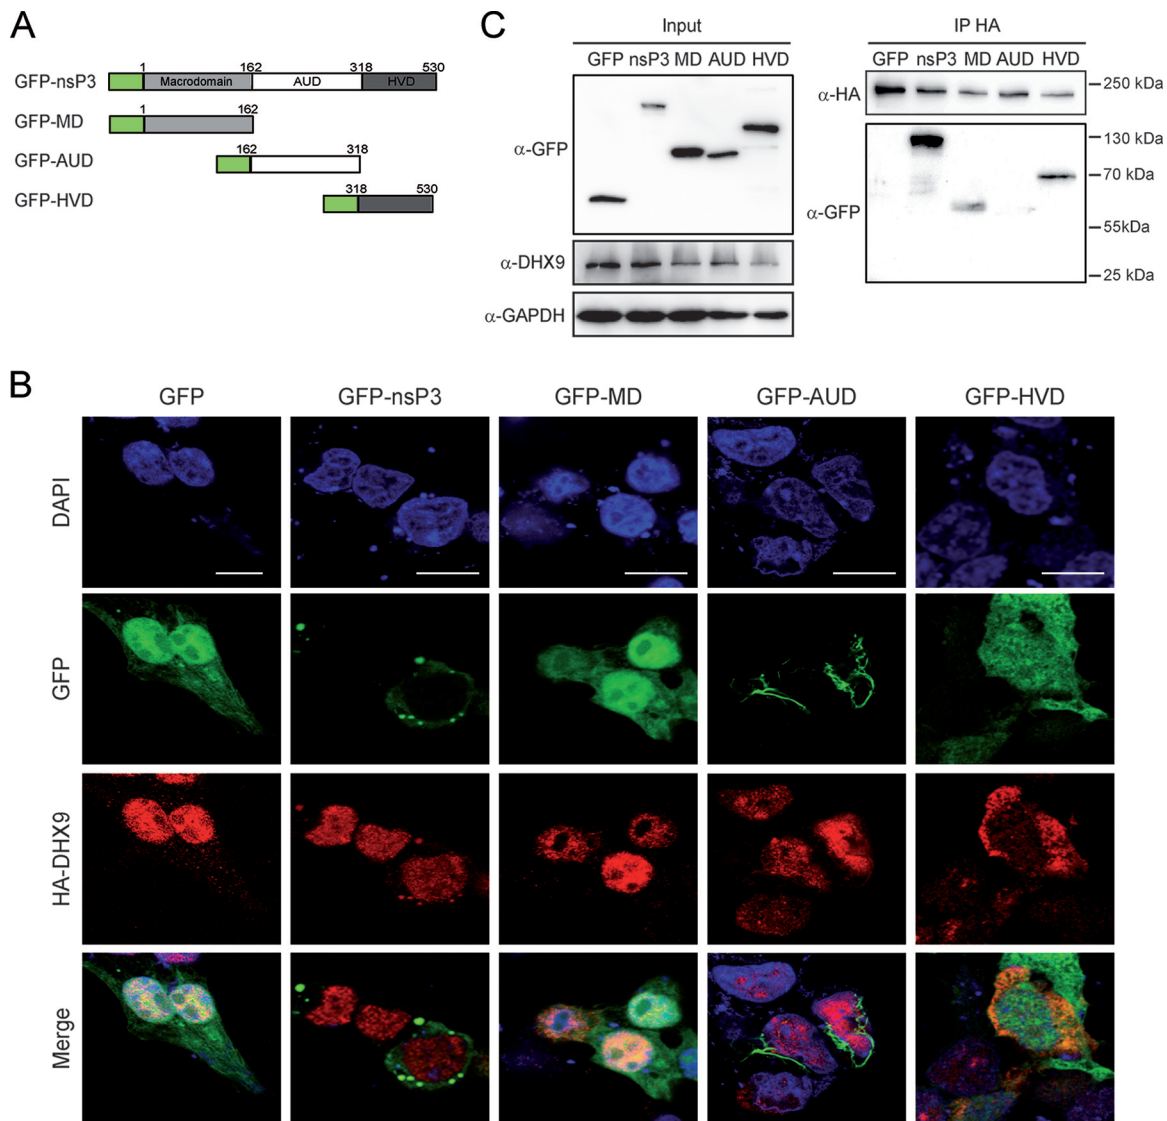 A
1 162 318 530
GFP-nsP3 Macrodomain AUD HVD
1 162
GFP-MD
162 318
GFP-AUD
318 530
GFP-HVD
C
Input
GFP nsP3 MD AUD HVD
α-GFP
α-DHX9
α-GAPDH
IP HA
GFP nsP3 MD AUD HVD
α-HA
250 kDa
130 kDa
70 kDa
α-GFP
55kDa
25 kDa
B
GFP GFP-nsP3 GFP-MD GFP-AUD GFP-HVD
DAPI
GFP
HA-DHX9
Merge